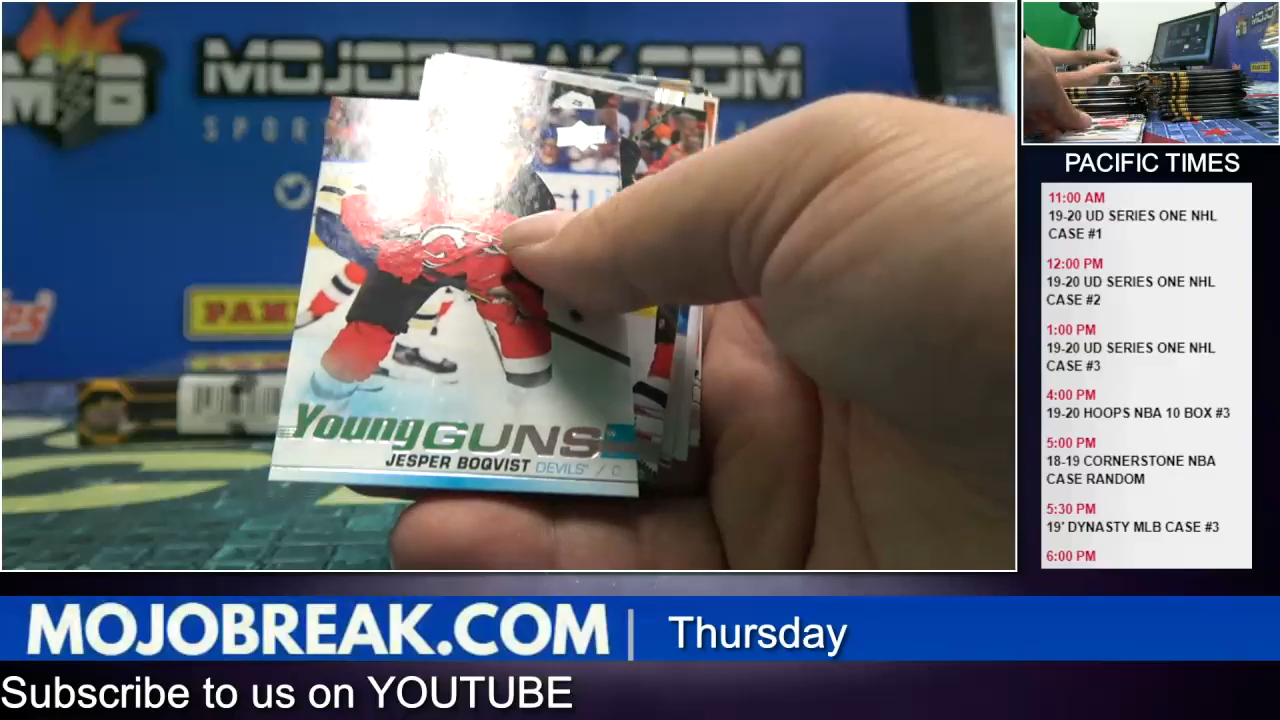 MOJOBREAK.COM
M B
SPOR
PANI
Young GUNS
JESPER BOQVIST DEVILS / C
PACIFIC TIMES
11:00 AM
19-20 UD SERIES ONE NHL
CASE #1
12:00 PM
19-20 UD SERIES ONE NHL
CASE #2
1:00 PM
19-20 UD SERIES ONE NHL
CASE #3
4:00 PM
19-20 HOOPS NBA 10 BOX #3
5:00 PM
18-19 CORNERSTONE NBA
CASE RANDOM
5:30 PM
19' DYNASTY MLB CASE #3
6:00 PM
MOJOBREAK.COM | Thursday
Subscribe to us on YOUTUBE